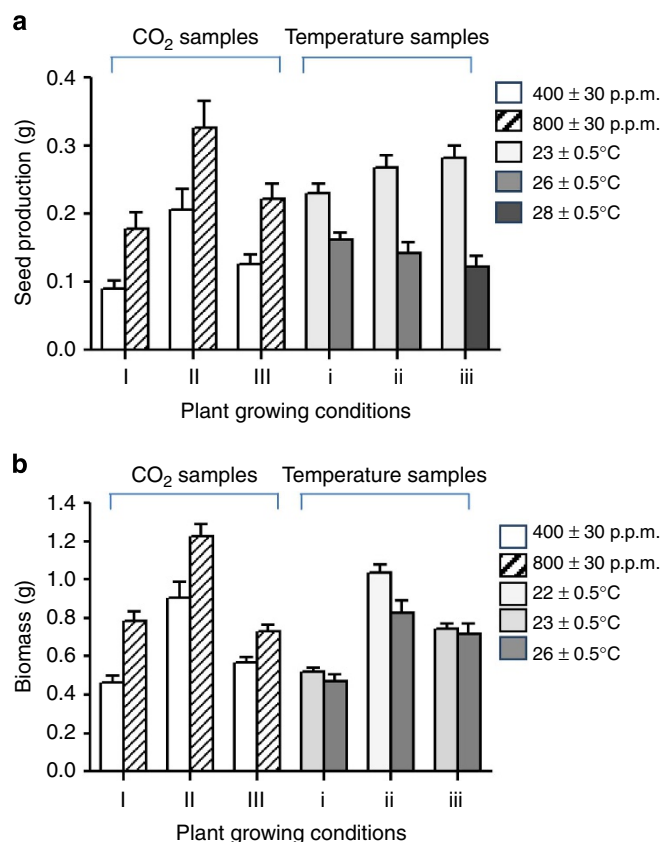 a
CO₂ samples Temperature samples
Seed production (g)
0.4
0.3
0.2
0.1
0.0
I II III i ii iii
Plant growing conditions
400 ± 30 p.p.m.
800 ± 30 p.p.m.
23 ± 0.5°C
26 ± 0.5°C
28 ± 0.5°C
b
CO₂ samples Temperature samples
Biomass (g)
1.4
1.2
1.0
0.8
0.6
0.4
0.2
0.0
I II III i ii iii
Plant growing conditions
400 ± 30 p.p.m.
800 ± 30 p.p.m.
22 ± 0.5°C
23 ± 0.5°C
26 ± 0.5°C